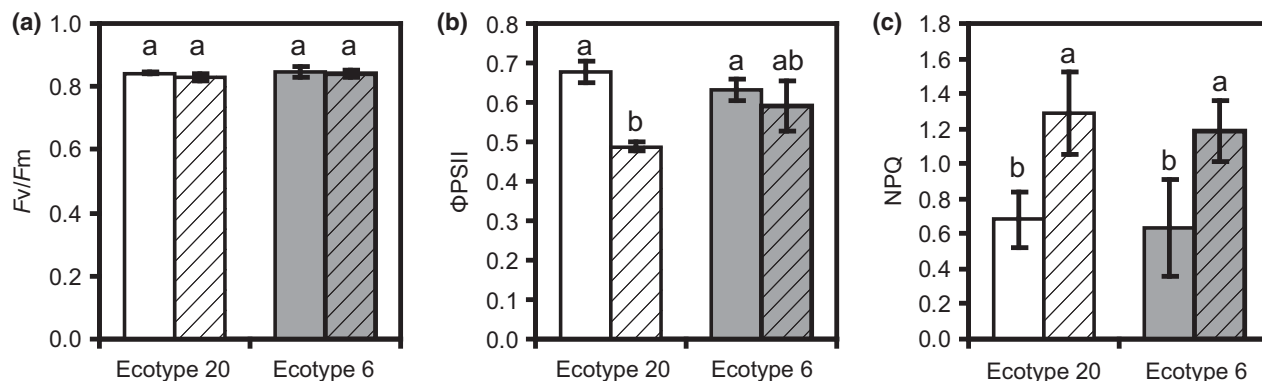 (a)
Fv/Fm
1.0
0.8
0.6
0.4
0.2
0.0
a a a a
Ecotype 20 Ecotype 6
(b)
ΦPSII
0.8
0.7
0.6
0.5
0.4
0.3
0.2
0.1
0.0
a b a ab
Ecotype 20 Ecotype 6
(c)
NPQ
1.8
1.6
1.4
1.2
1.0
0.8
0.6
0.4
0.2
0.0
b a b a
Ecotype 20 Ecotype 6